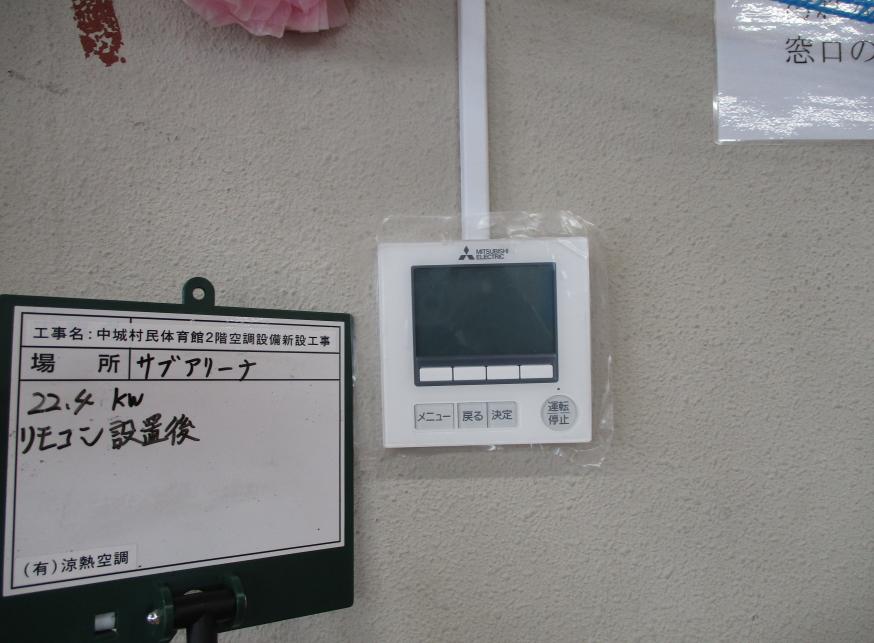 窓口の
MITSUBISHI
ELECTRIC
メニュー 戻る 決定
運転
停止
工事名:中城村民体育館2階空調設備新設工事
場所 サブアリーナ
22.4 kW
リモコン設置後
(有)涼熱空調